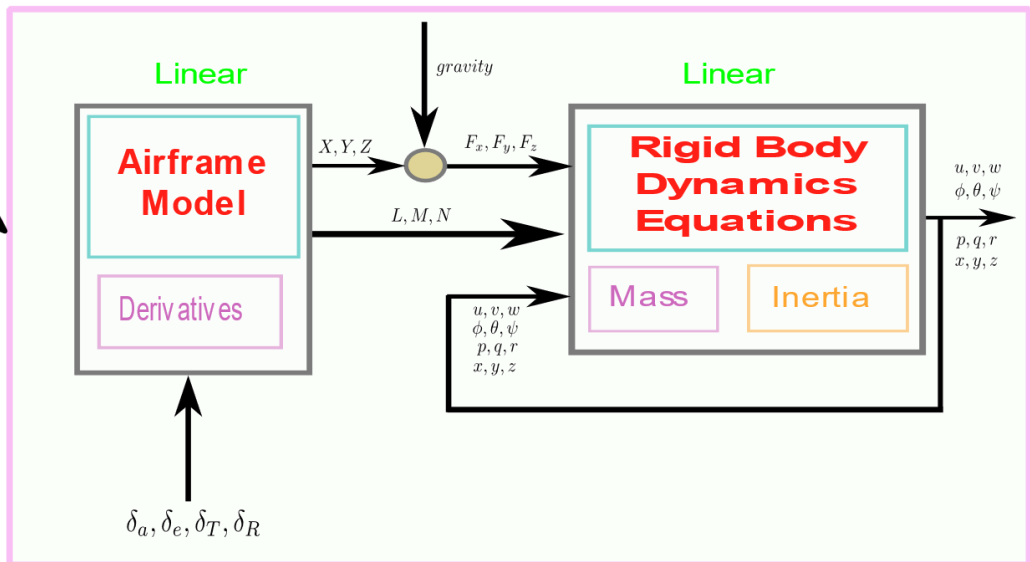 Linear
Airframe
Model
Derivatives
δ_a, δ_e, δ_T, δ_R
X, Y, Z
gravity
F_x, F_y, F_z
L, M, N
Linear
Rigid Body
Dynamics
Equations
Mass
Inertia
u, v, w
ϕ, θ, ψ
p, q, r
x, y, z
u, v, w
ϕ, θ, ψ
p, q, r
x, y, z